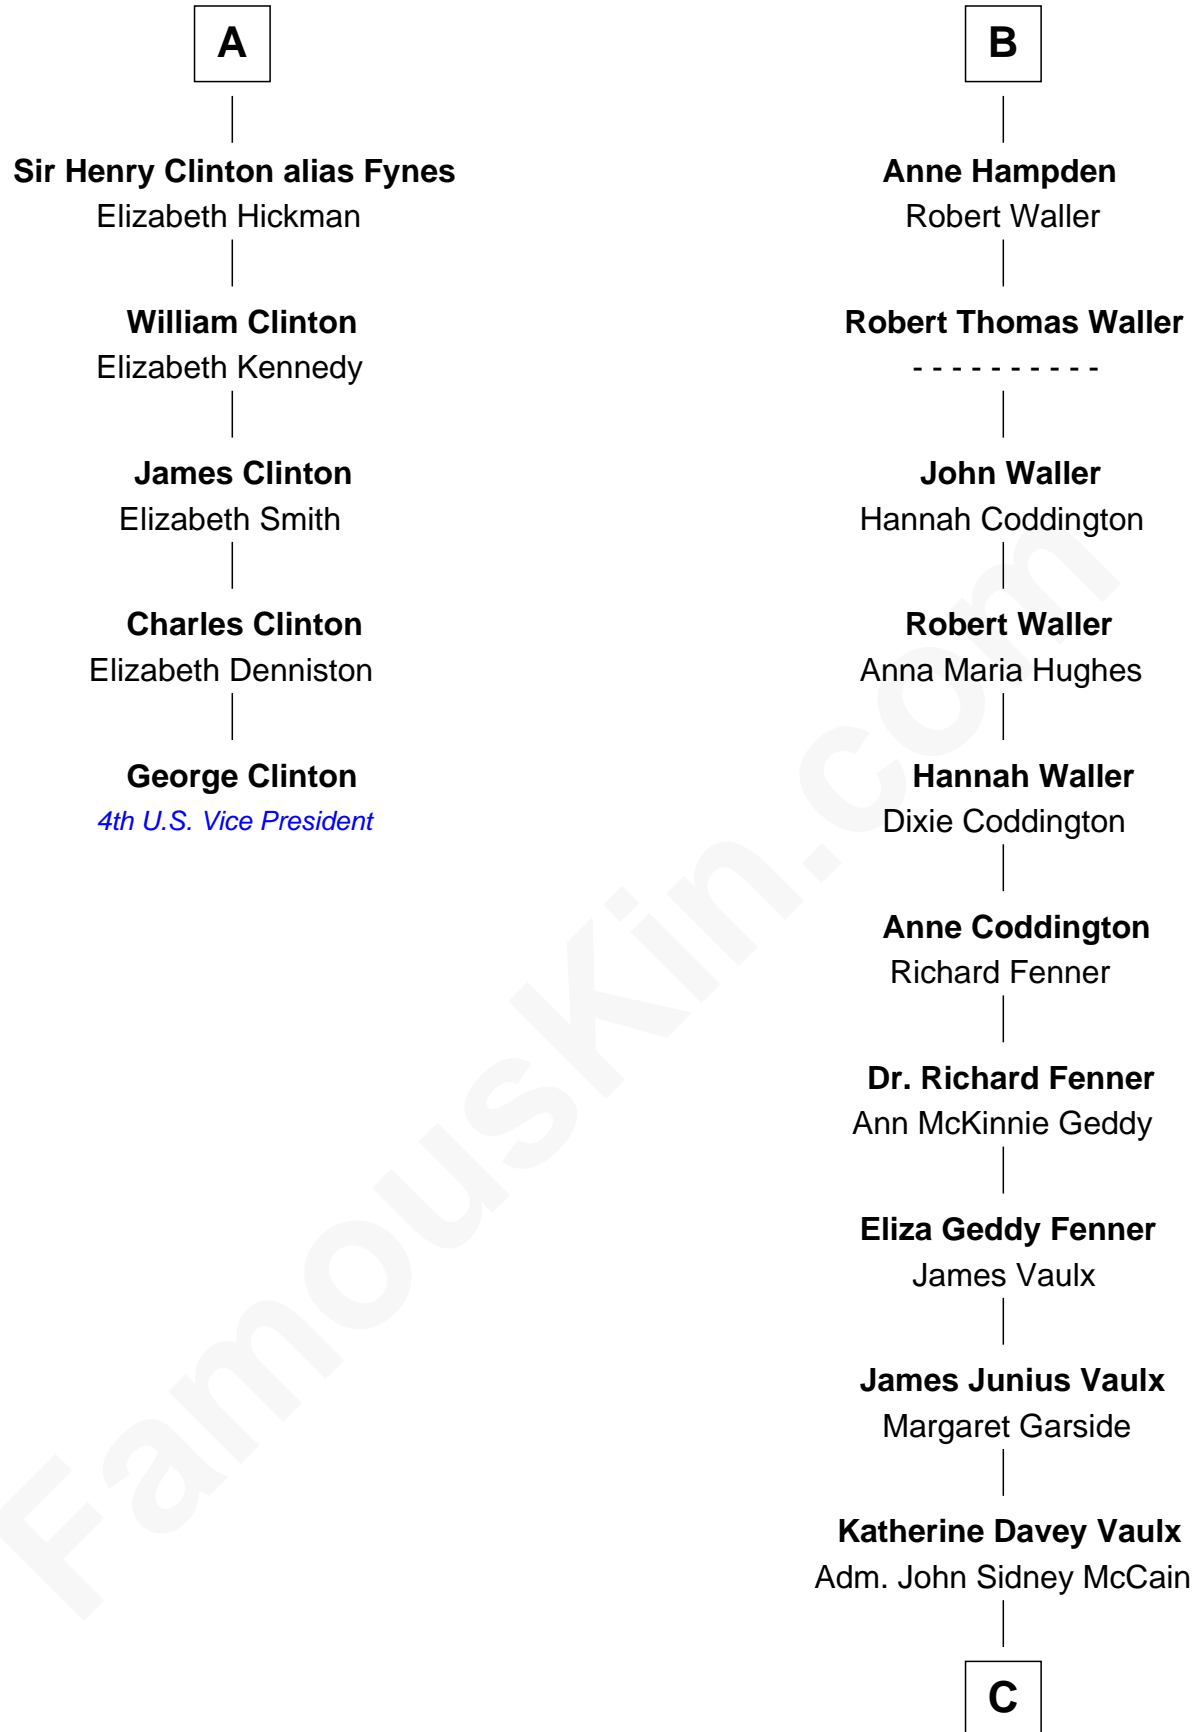 A
Sir Henry Clinton alias Fynes
Elizabeth Hickman
William Clinton
Elizabeth Kennedy
James Clinton
Elizabeth Smith
Charles Clinton
Elizabeth Denniston
George Clinton
4th U.S. Vice President
B
Anne Hampden
Robert Waller
Robert Thomas Waller
- - - - - - - - - -
John Waller
Hannah Coddington
Robert Waller
Anna Maria Hughes
Hannah Waller
Dixie Coddington
Anne Coddington
Richard Fenner
Dr. Richard Fenner
Ann McKinnie Geddy
Eliza Geddy Fenner
James Vaulx
James Junius Vaulx
Margaret Garside
Katherine Davey Vaulx
Adm. John Sidney McCain
C
FamousKin.com